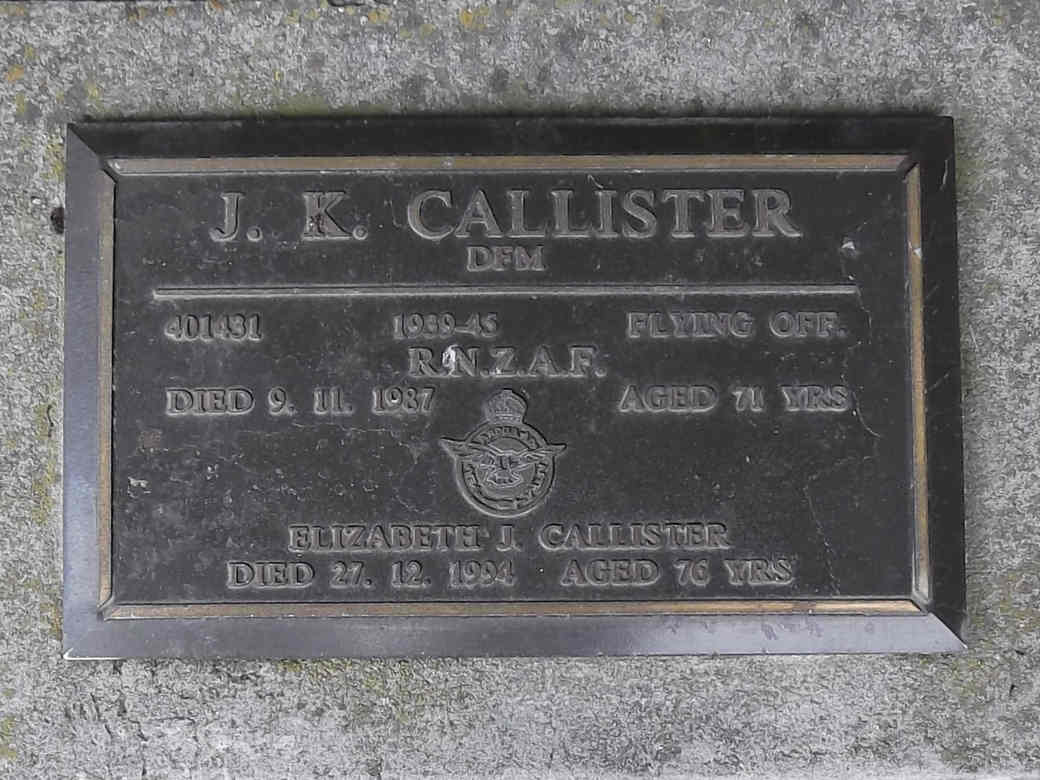 J. K. CALLISTER
DFM
401431 1939-45 FLYING OFF.
R.N.Z.A.F.
DIED 9. 11. 1987 AGED 71 YRS
ELIZABETH J. CALLISTER
DIED 27. 12. 1994 AGED 76 YRS